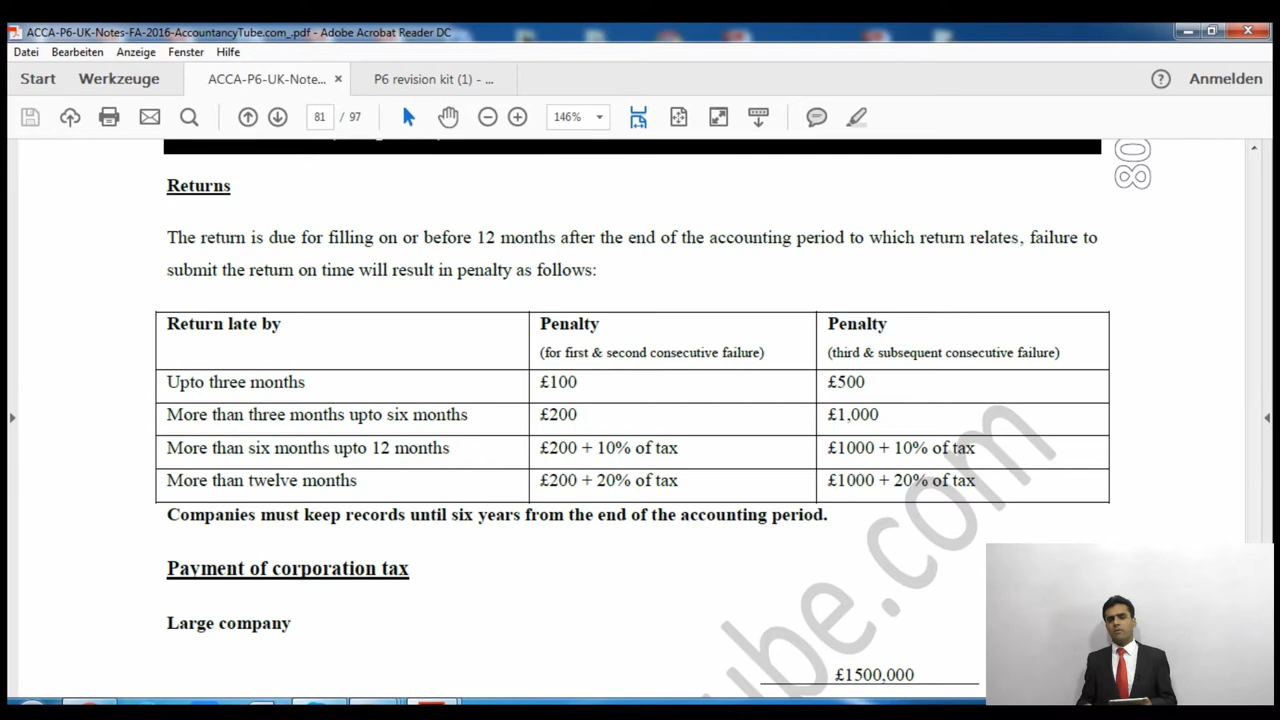 ACCA-P6-UK-Notes-FA-2016-AccountancyTube.com_.pdf - Adobe Acrobat Reader DC
Datei Bearbeiten Anzeige Fenster Hilfe
Start Werkzeuge ACCA-P6-UK-Note... × P6 revision kit (1) - ... Anmelden
81 / 97 146%
80
Returns
The return is due for filling on or before 12 months after the end of the accounting period to which return relates, failure to
submit the return on time will result in penalty as follows:
Return late by Penalty Penalty
(for first & second consecutive failure) (third & subsequent consecutive failure)
Upto three months £100 £500
More than three months upto six months £200 £1,000
More than six months upto 12 months £200 + 10% of tax £1000 + 10% of tax
More than twelve months £200 + 20% of tax £1000 + 20% of tax
Companies must keep records until six years from the end of the accounting period.
Payment of corporation tax
Large company
£1500,000
ube.com